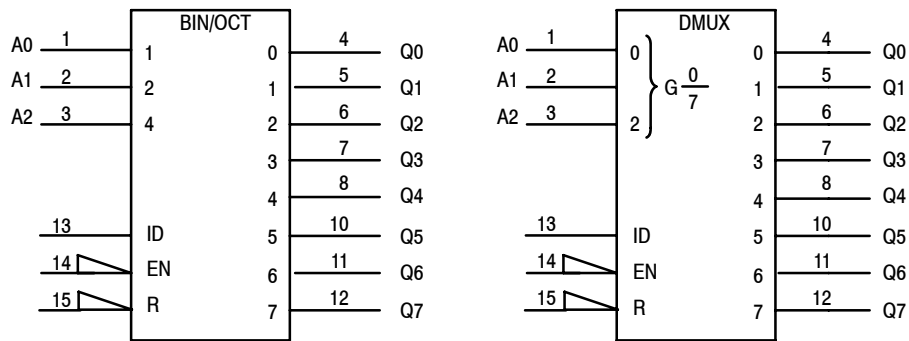 BIN/OCT
A0 1 1 0 4 Q0
A1 2 2 1 5 Q1
A2 3 4 2 6 Q2
3 7 Q3
4 8 Q4
13 ID 5 10 Q5
14 EN 6 11 Q6
15 R 7 12 Q7
DMUX
A0 1 0 0 4 Q0
A1 2 G 0/7 1 5 Q1
A2 3 2 2 6 Q2
3 7 Q3
4 8 Q4
13 ID 5 10 Q5
14 EN 6 11 Q6
15 R 7 12 Q7